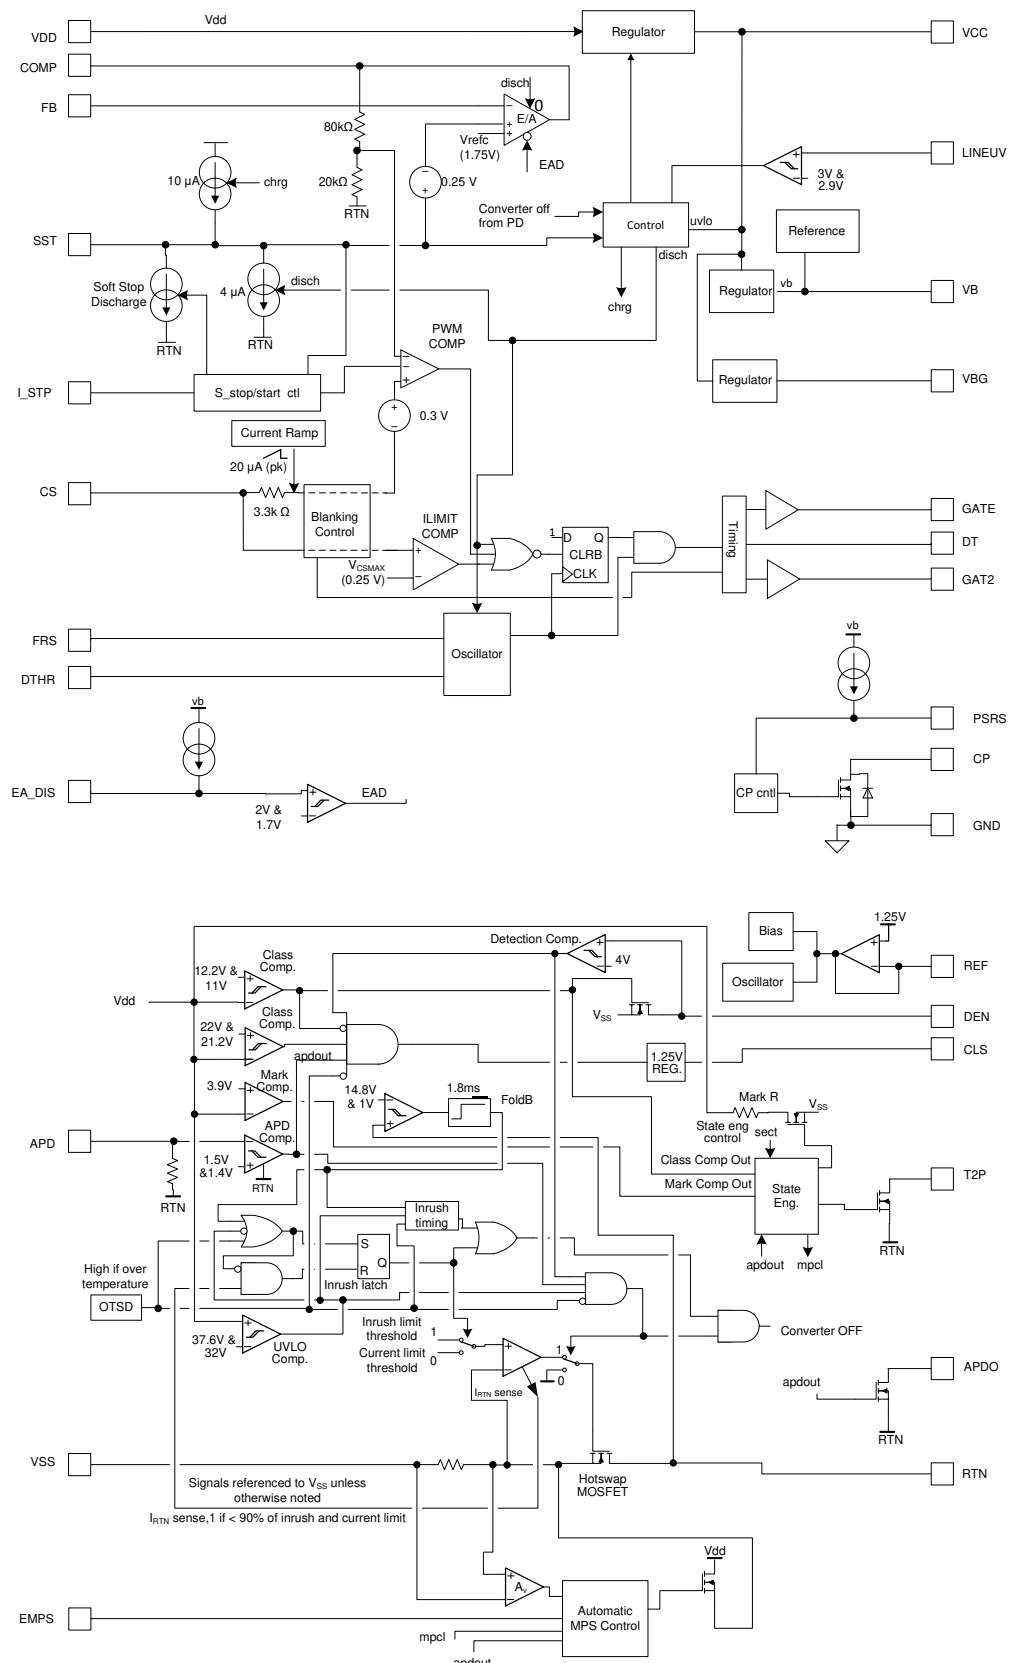 Vdd
VDD
Regulator
VCC
COMP
disch
FB
0
E/A
80kΩ
Vrefc
(1.75V)
EAD
LINEUV
3V &
2.9V
10 µA
chrg
20kΩ
0.25 V
RTN
Converter off
from PD
Control
uvlo
Reference
SST
disch
Soft Stop
Discharge
4 µA
disch
Regulator
vb
VB
chrg
RTN
RTN
PWM
COMP
I_STP
S_stop/start ctl
Regulator
VBG
0.3 V
Current Ramp
20 µA (pk)
CS
3.3k Ω
Blanking
Control
ILIMIT
COMP
VCSMAX
(0.25 V)
1
D
Q
CLRB
CLK
Timing
GATE
DT
GAT2
FRS
Oscillator
DTHR
vb
PSRS
vb
CP
EA_DIS
EAD
2V &
1.7V
CP cntl
GND
1.25V
Bias
Detection Comp.
Class
Comp.
12.2V &
11V
4V
REF
Oscillator
Vdd
Class
Comp.
VSS
DEN
22V &
21.2V
apdout
1.25V
REG.
CLS
Mark
Comp.
3.9V
14.8V
& 1V
1.8ms
FoldB
Mark R
VSS
State eng
control
sect
APD
APD
Comp.
1.5V
&1.4V
RTN
Class Comp Out
Mark Comp Out
State
Eng.
T2P
RTN
Inrush
timing
RTN
S
R
Q
Inrush latch
apdout
mpcl
High if over
temperature
OTSD
37.6V &
32V
UVLO
Comp.
Inrush limit
threshold
1
Current limit
threshold
0
1
0
IRTN sense
Converter OFF
apdout
APDO
RTN
VSS
Hotswap
MOSFET
RTN
Signals referenced to VSS unless
otherwise noted
IRTN sense,1 if < 90% of inrush and current limit
Vdd
Av
Automatic
MPS Control
EMPS
mpcl
apdout